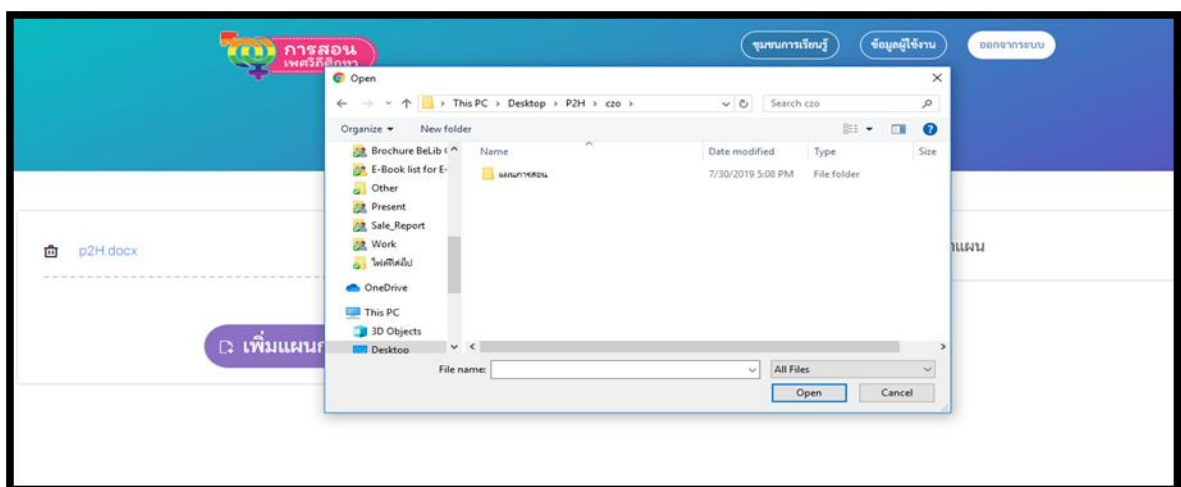 การสอน
เพศวิถีศึกษา
ชุมชนการเรียนรู้
ข้อมูลผู้ใช้งาน
ออกจากระบบ
Open
This PC > Desktop > P2H > czo >
Search czo
Organize
New folder
Name
Date modified
Type
Size
Brochure BeLib (
E-Book list for E-
Other
Present
Sale_Report
Work
ไฟล์ที่ส่งไป
OneDrive
This PC
3D Objects
Desktop
แผนการสอน
7/30/2019 5:08 PM
File folder
p2H.docx
าแผน
เพิ่มแผนก
File name:
All Files
Open
Cancel